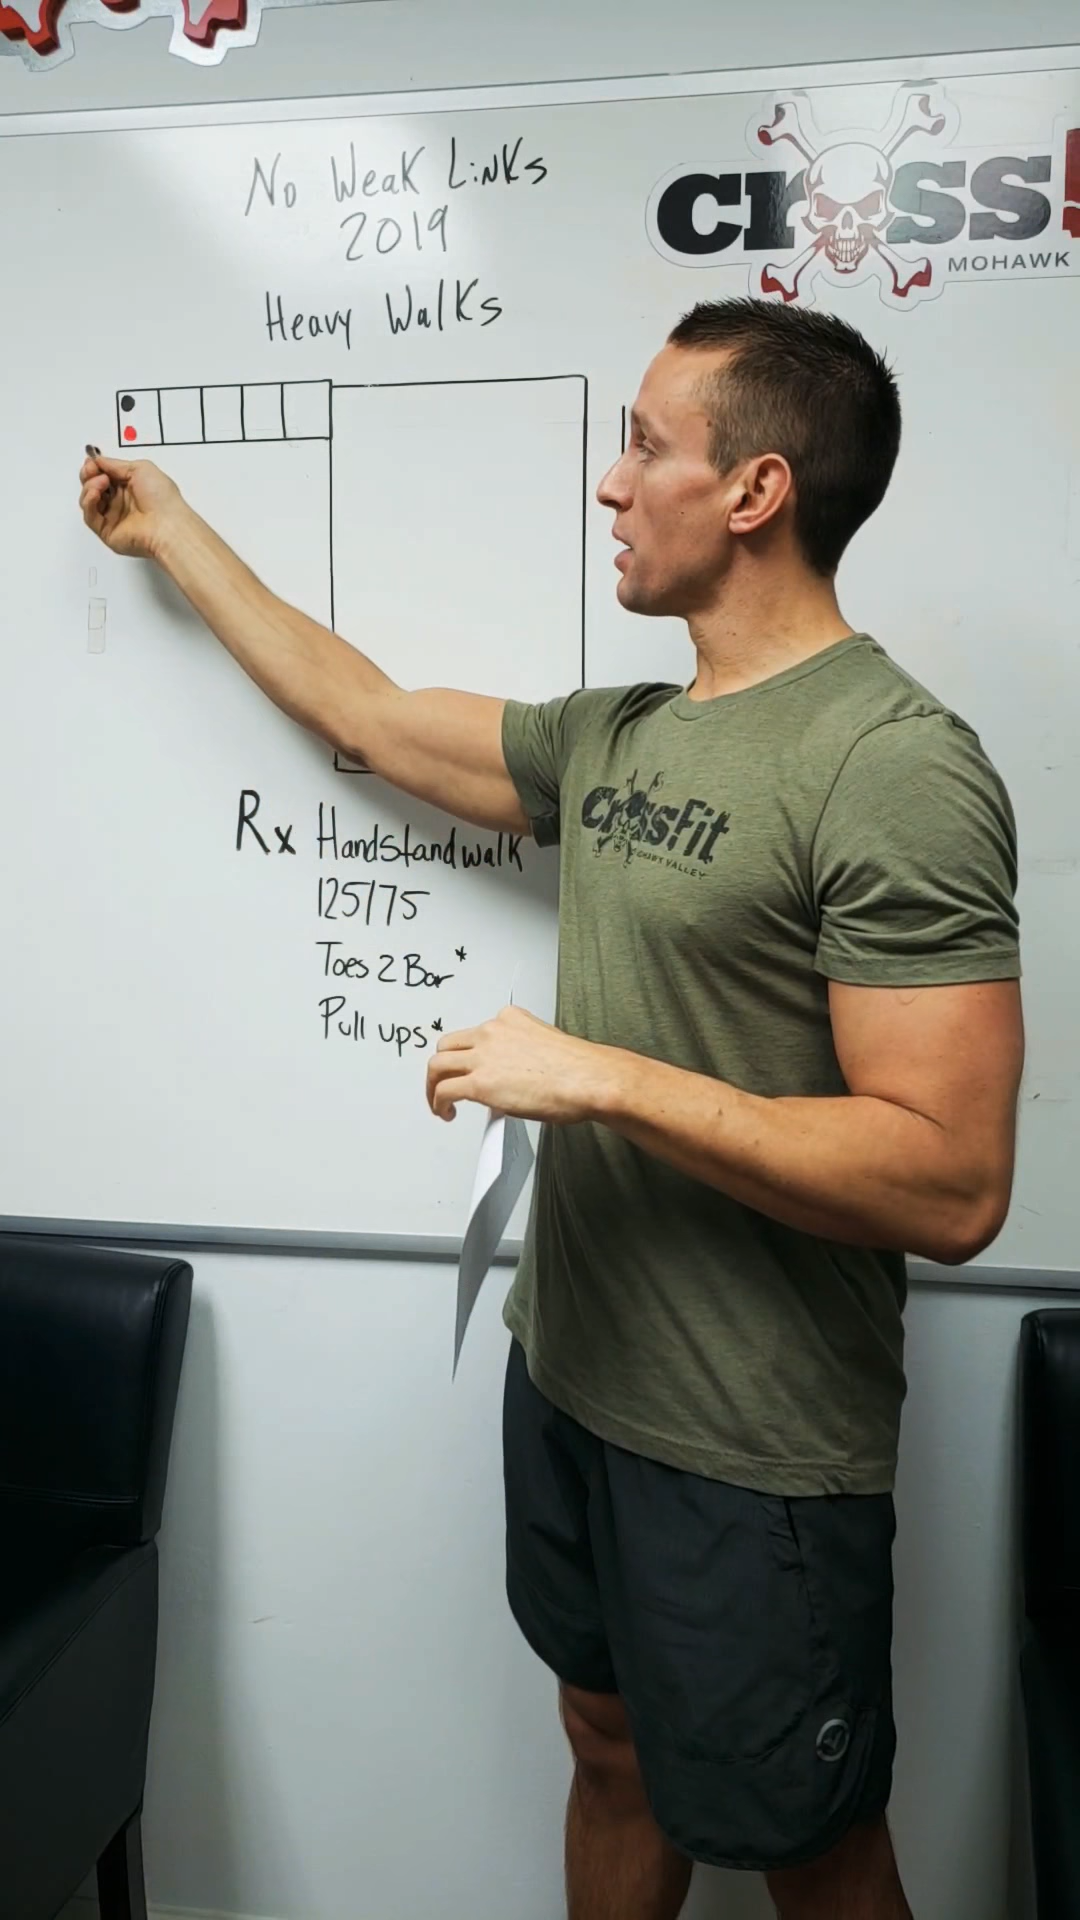 No Weak Links
2019
Heavy Walks
cross
MOHAWK
Rx Handstand walk
125/75
Toes 2 Bar*
Pull ups*
CrossFit